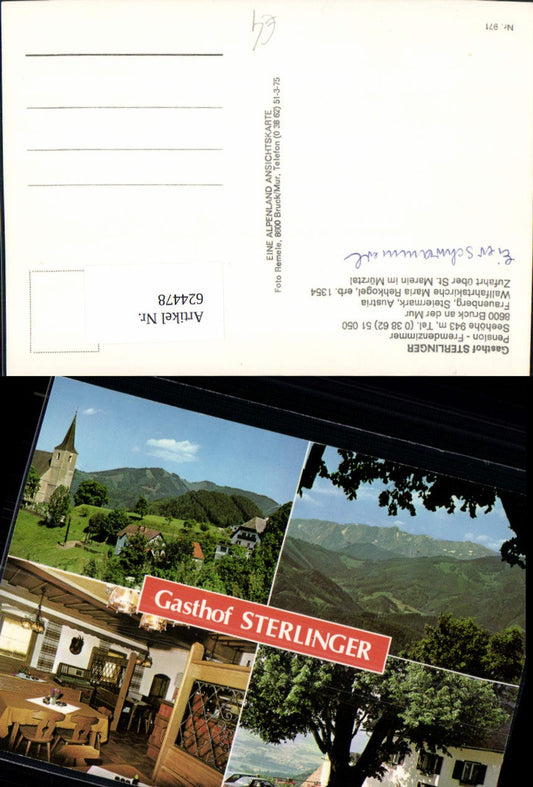 Gasthof STERLINGER
Pension - Fremdenzimmer
Seehöhe 943 m, Tel. (0 38 62) 51 050
8600 Bruck an der Mur
Frauenberg, Steiermark, Austria
Wallfahrtskirche Maria Rehkogel, erb. 1354
Zufahrt über St. Marein im Mürztal
Eierschwammerl
EINE ALPENLAND ANSICHTSKARTE
Foto Remele, 8600 Bruck/Mur, Telefon (0 38 62) 51-3-75
Nr. 971
Artikel Nr.
624478
Gasthof STERLINGER